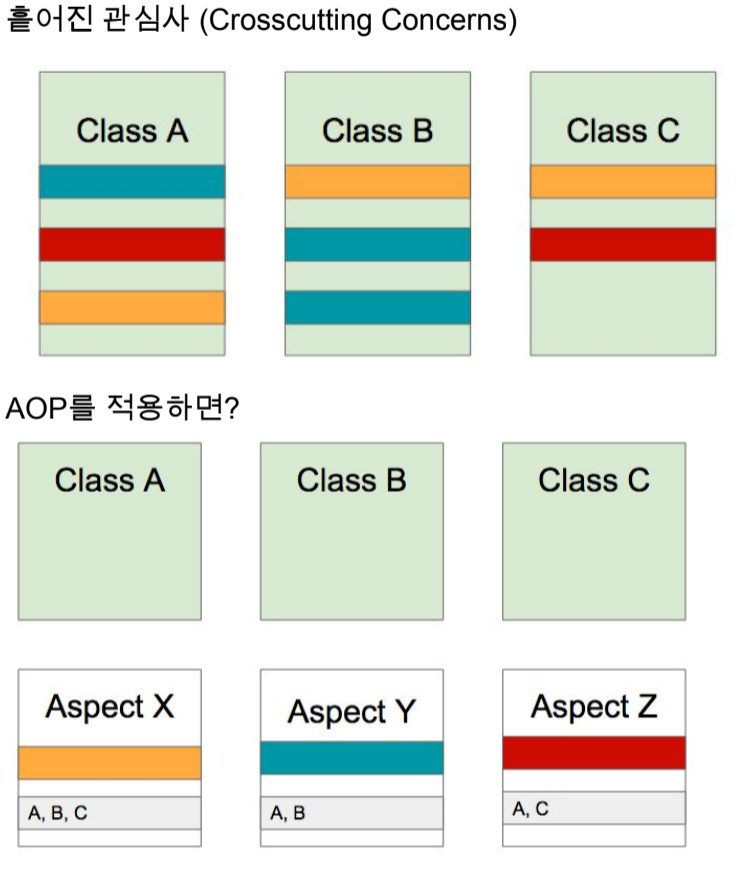 흩어진 관심사 (Crosscutting Concerns)
Class A
Class B
Class C
AOP를 적용하면?
Class A
Class B
Class C
Aspect X
Aspect Y
Aspect Z
A, B, C
A, B
A, C